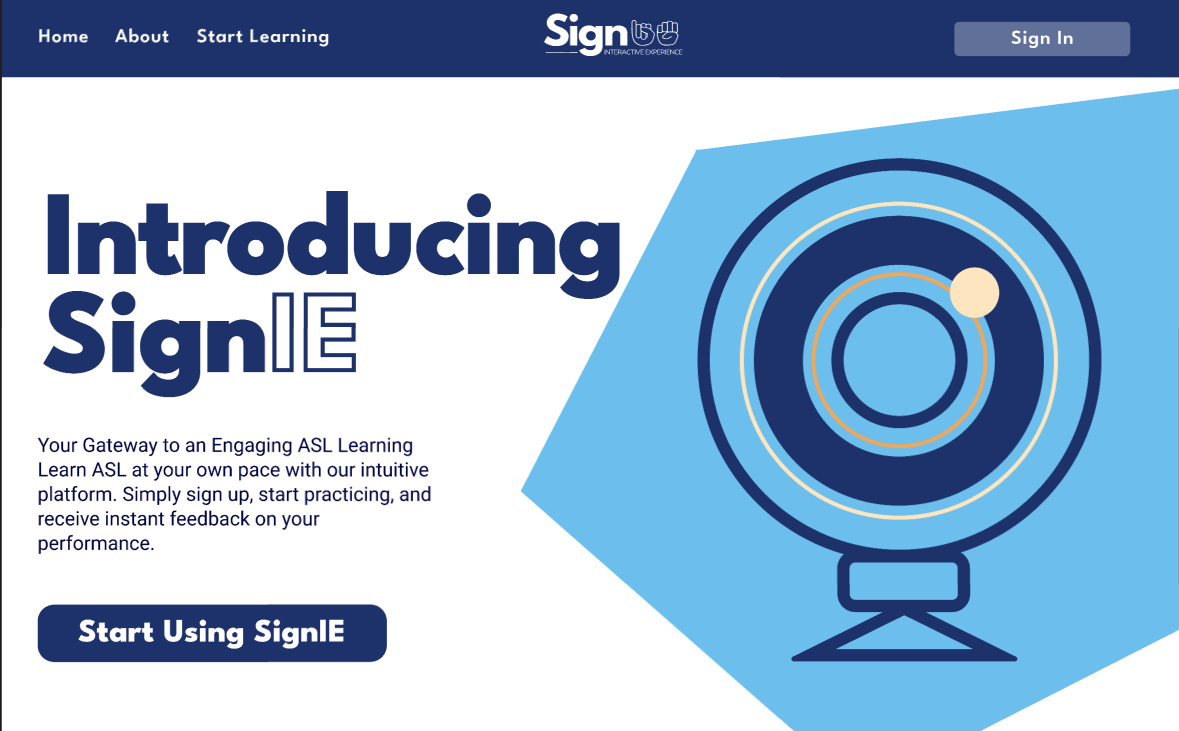 Home About Start Learning
Sign
INTERACTIVE EXPERIENCE
Sign In
Introducing
SignIE
Your Gateway to an Engaging ASL Learning
Learn ASL at your own pace with our intuitive
platform. Simply sign up, start practicing, and
receive instant feedback on your
performance.
Start Using SignIE